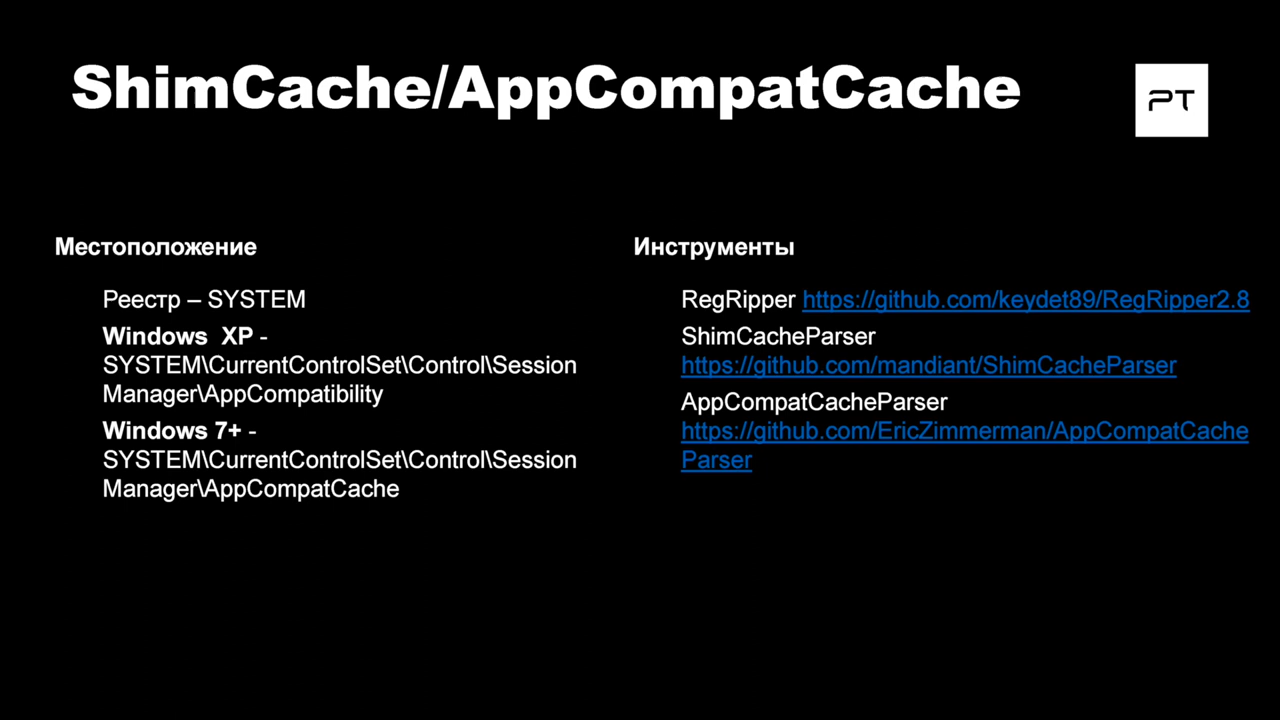 ShimCache/AppCompatCache
PT
Местоположение
Реестр – SYSTEM
Windows  XP -
SYSTEM\CurrentControlSet\Control\Session
Manager\AppCompatibility
Windows 7+ -
SYSTEM\CurrentControlSet\Control\Session
Manager\AppCompatCache
Инструменты
RegRipper https://github.com/keydet89/RegRipper2.8
ShimCacheParser
https://github.com/mandiant/ShimCacheParser
AppCompatCacheParser
https://github.com/EricZimmerman/AppCompatCache
Parser